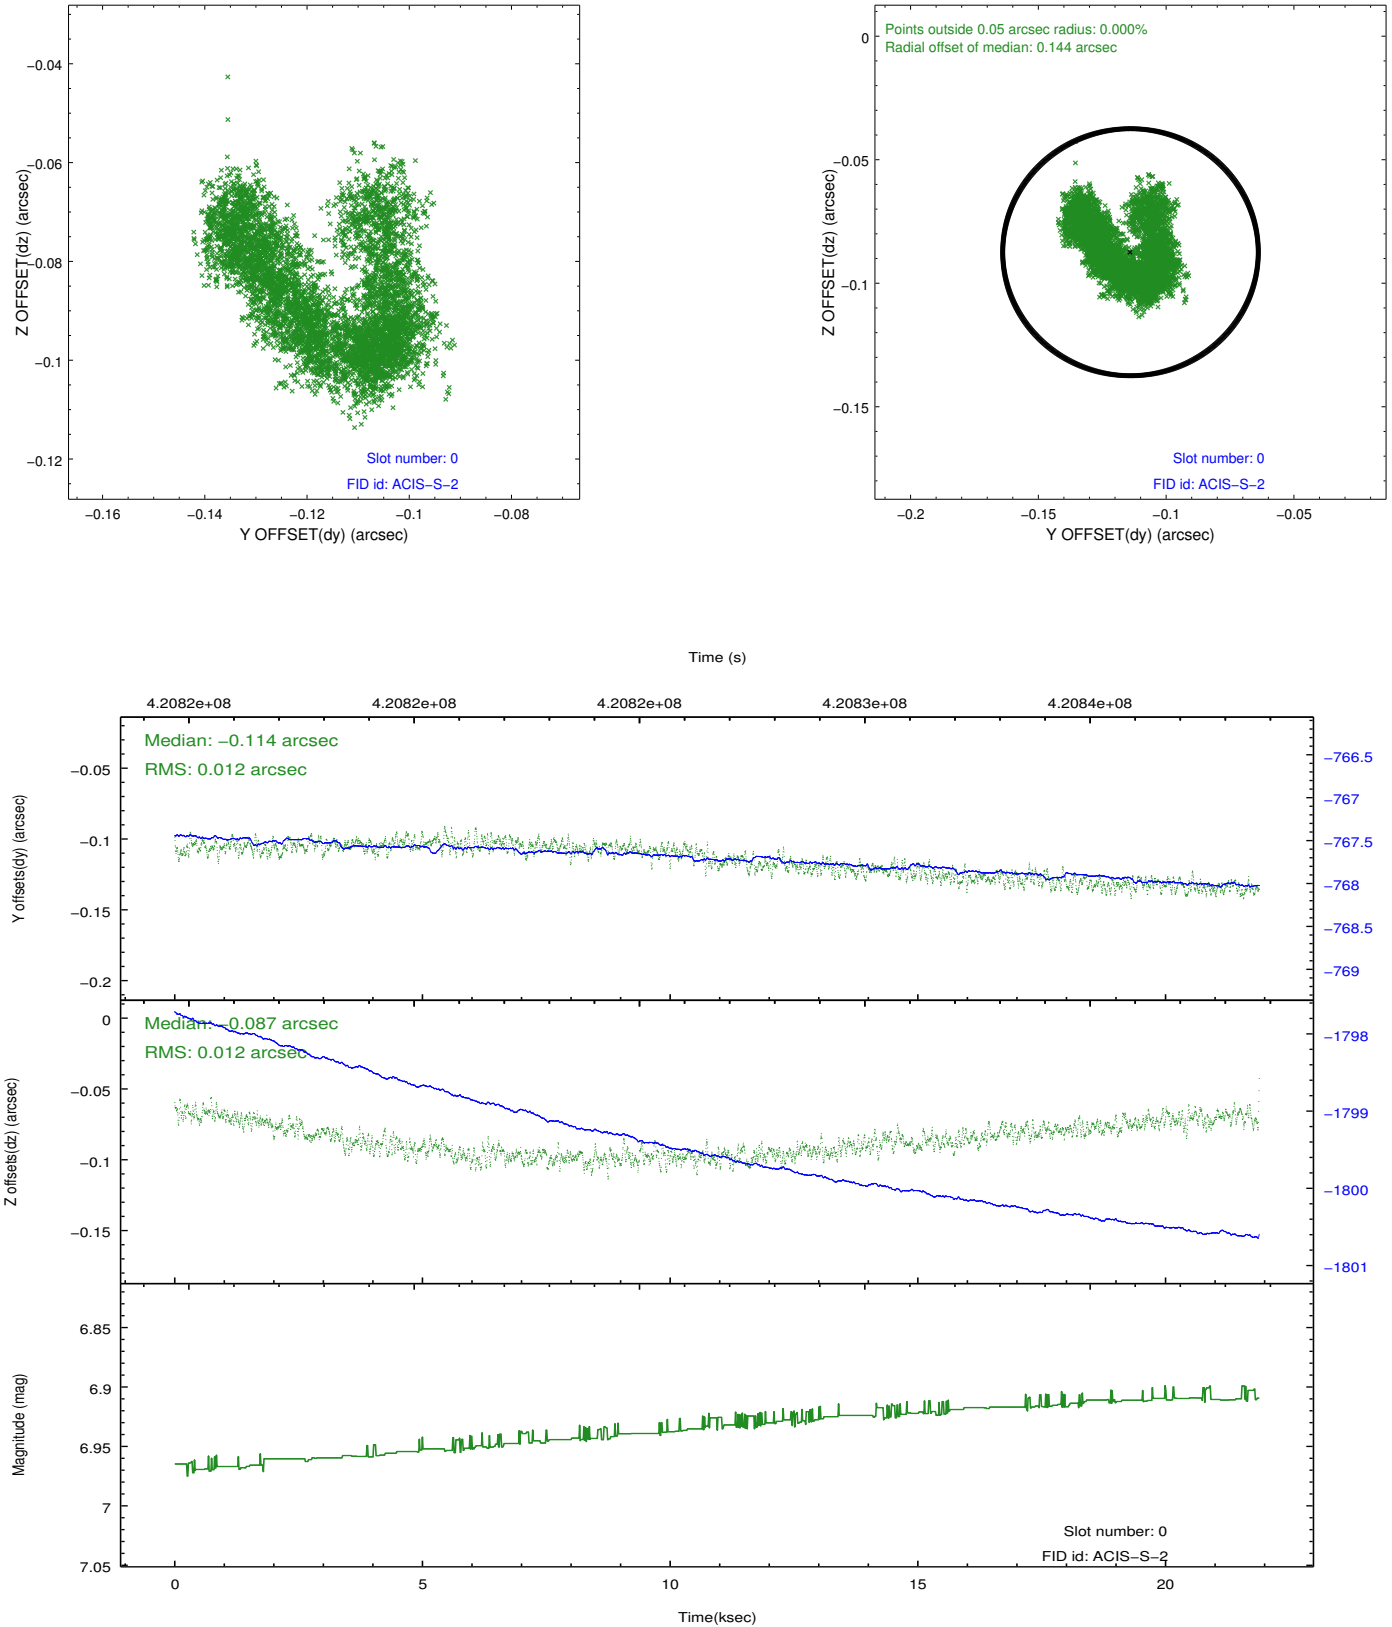 −0.04
−0.06
−0.08
−0.1
−0.12
Z OFFSET(dz) (arcsec)
Slot number: 0
FID id: ACIS−S−2
−0.16
−0.14
−0.12
−0.1
−0.08
Y OFFSET(dy) (arcsec)
Points outside 0.05 arcsec radius: 0.000%
Radial offset of median: 0.144 arcsec
0
−0.05
−0.1
−0.15
Z OFFSET(dz) (arcsec)
Slot number: 0
FID id: ACIS−S−2
−0.2
−0.15
−0.1
−0.05
Y OFFSET(dy) (arcsec)
Time (s)
4.2082e+08
4.2082e+08
4.2082e+08
4.2083e+08
4.2084e+08
Median: −0.114 arcsec
RMS: 0.012 arcsec
−0.05
−0.1
−0.15
−0.2
Y offsets(dy) (arcsec)
−766.5
−767
−767.5
−768
−768.5
−769
Median: −0.087 arcsec
RMS: 0.012 arcsec
0
−0.05
−0.1
−0.15
Z offsets(dz) (arcsec)
−1798
−1799
−1800
−1801
6.85
6.9
6.95
7
7.05
Magnitude (mag)
Slot number: 0
FID id: ACIS−S−2
0
5
10
15
20
Time(ksec)